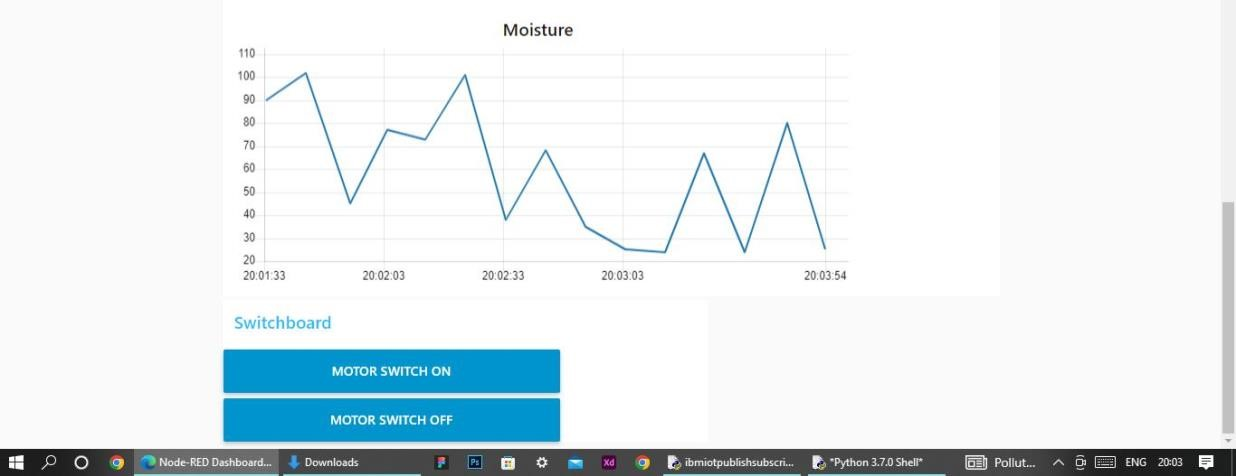 Moisture
110
100
90
80
70
60
50
40
30
20
20:01:33 20:02:03 20:02:33 20:03:03 20:03:54
Switchboard
MOTOR SWITCH ON
MOTOR SWITCH OFF
Node-RED Dashboard... Downloads Ps Xd ibmiotpublishsubscri... *Python 3.7.0 Shell* Pollut... ENG 20:03